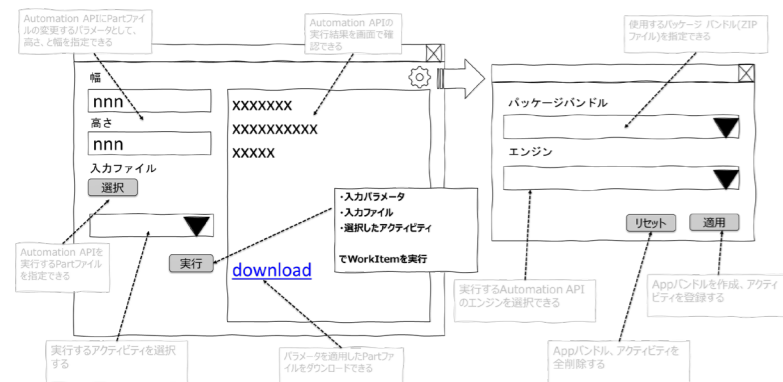 Automation APIにPartファイ
ルの変更するパラメータとして、
高さ、と幅を指定できる
Automation APIの
実行結果を画面で確
認できる
使用するパッケージ バンドル(ZIP
ファイル)を指定できる
幅
nnn
高さ
nnn
入力ファイル
選択
実行
xxxxxxx
xxxxxxxxxx
xxxxx
download
・入力パラメータ
・入力ファイル
・選択したアクティビティ
でWorkItemを実行
パッケージバンドル
エンジン
リセット
適用
Automation APIを
実行するPartファイル
を指定できる
実行するアクティビティを選択
する
パラメータを適用したPartファ
イルをダウンロードできる
実行するAutomation API
のエンジンを選択できる
Appバンドルを作成、アクティ
ビティを登録する
Appバンドル、アクティビティを
全削除する